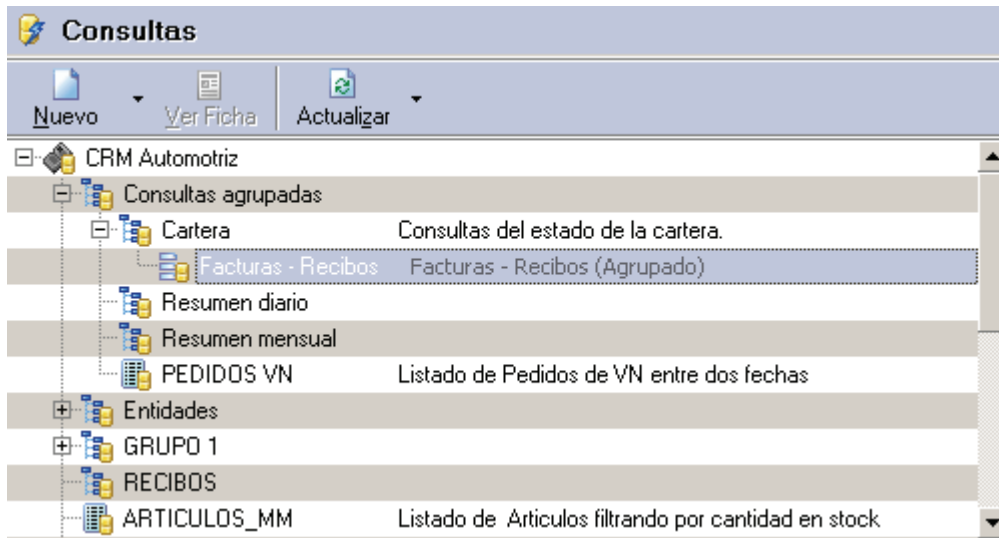 Consultas
Nuevo Ver Ficha Actualizar
CRM Automotriz
Consultas agrupadas
Cartera Consultas del estado de la cartera.
Facturas - Recibos Facturas - Recibos (Agrupado)
Resumen diario
Resumen mensual
PEDIDOS VN Listado de Pedidos de VN entre dos fechas
Entidades
GRUPO 1
RECIBOS
ARTICULOS_MM Listado de Articulos filtrando por cantidad en stock